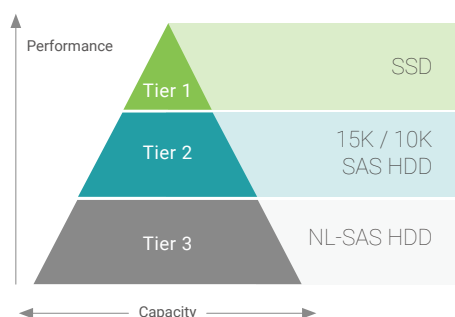 Performance
Tier 1
SSD
Tier 2
15K / 10K
SAS HDD
Tier 3
NL-SAS HDD
Capacity